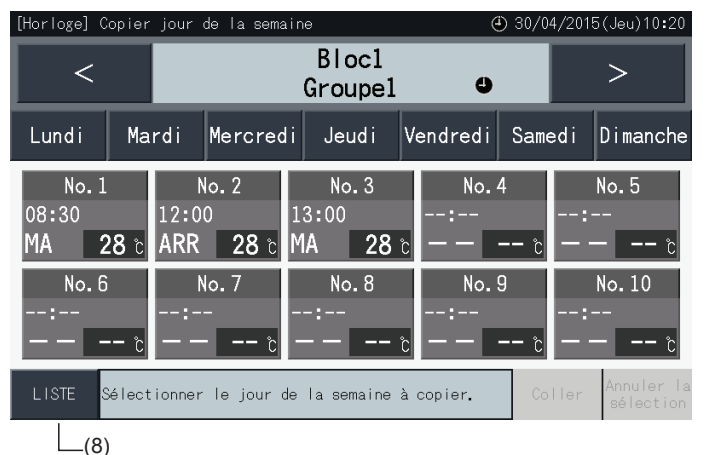 [Horloge] Copier jour de la semaine 30/04/2015(Jeu)10:20
< Bloc1 >
Groupe1
Lundi Mardi Mercredi Jeudi Vendredi Samedi Dimanche
No.1 No.2 No.3 No.4 No.5
08:30 12:00 13:00 --:-- --:--
MA 28℃ ARR 28℃ MA 28℃ — — --℃ — — --℃
No.6 No.7 No.8 No.9 No.10
--:-- --:-- --:-- --:-- --:--
— — --℃ — — --℃ — — --℃ — — --℃ — — --℃
LISTE Sélectionner le jour de la semaine à copier. Coller Annuler la
sélection
(8)